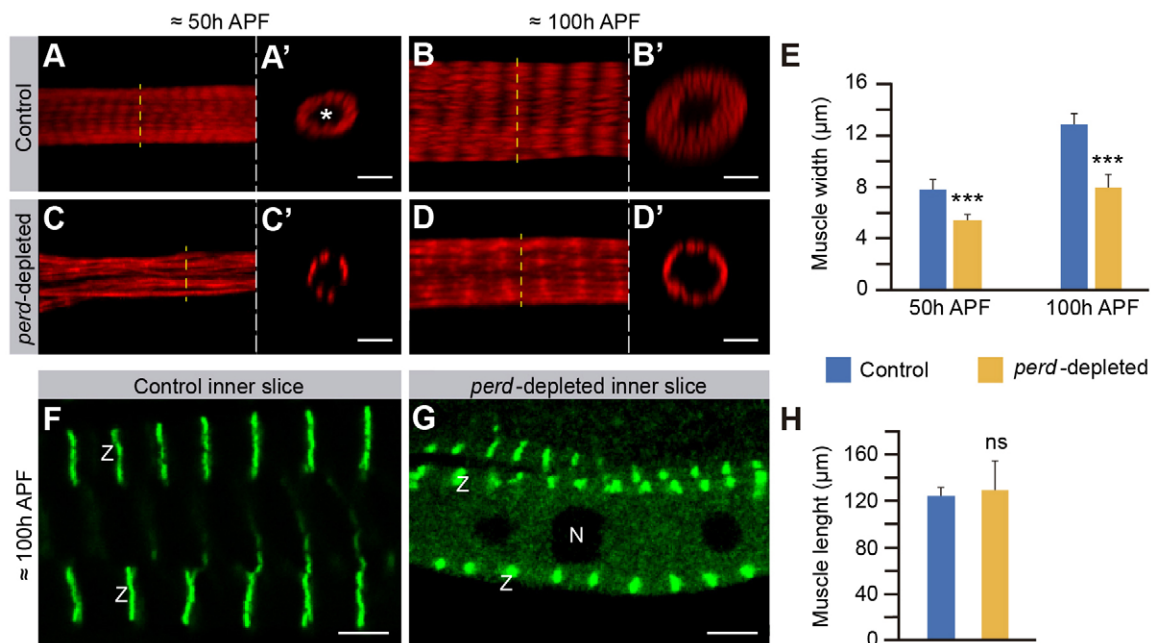 ≈ 50h APF
≈ 100h APF
Control
A
A’
B
B’
perd-depleted
C
C’
D
D’
E
Muscle width (µm)
16
12
8
4
0
***
***
50h APF
100h APF
Control
perd-depleted
Control inner slice
perd-depleted inner slice
≈ 100h APF
F
Z
Z
G
Z
N
Z
H
Muscle lenght (µm)
160
120
80
40
0
ns
*